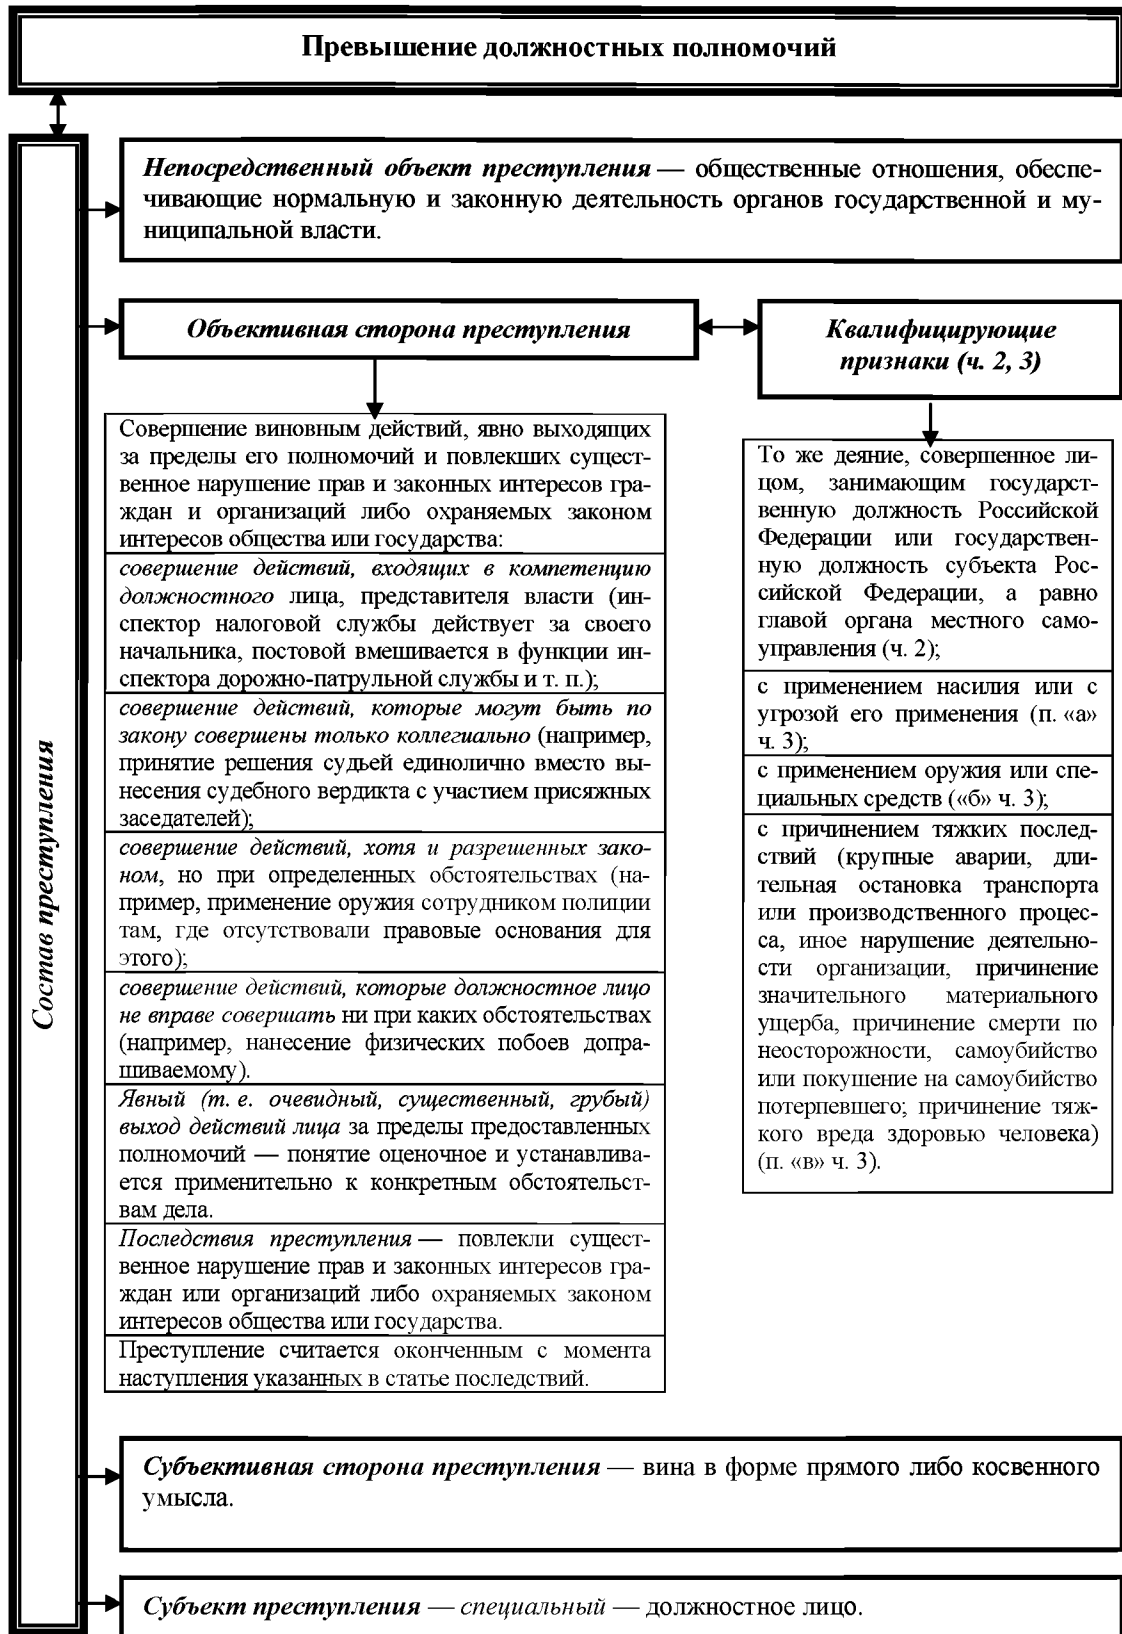 Превышение должностных полномочий
Состав преступления
Непосредственный объект преступления — общественные отношения, обеспе-
чивающие нормальную и законную деятельность органов государственной и му-
ниципальной власти.
Объективная сторона преступления
Совершение виновным действий, явно выходящих
за пределы его полномочий и повлекших сущест-
венное нарушение прав и законных интересов гра-
ждан и организаций либо охраняемых законом
интересов общества или государства:
совершение действий, входящих в компетенцию
должностного лица, представителя власти (ин-
спектор налоговой службы действует за своего
начальника, постовой вмешивается в функции ин-
спектора дорожно-патрульной службы и т. п.);
совершение действий, которые могут быть по
закону совершены только коллегиально (например,
принятие решения судьей единолично вместо вы-
несения судебного вердикта с участием присяжных
заседателей);
совершение действий, хотя и разрешенных зако-
ном, но при определенных обстоятельствах (на-
пример, применение оружия сотрудником полиции
там, где отсутствовали правовые основания для
этого);
совершение действий, которые должностное лицо
не вправе совершать ни при каких обстоятельствах
(например, нанесение физических побоев допра-
шиваемому).
Явный (т. е. очевидный, существенный, грубый)
выход действий лица за пределы предоставленных
полномочий — понятие оценочное и устанавлива-
ется применительно к конкретным обстоятельст-
вам дела.
Последствия преступления — повлекли сущест-
венное нарушение прав и законных интересов гра-
ждан или организаций либо охраняемых законом
интересов общества или государства.
Преступление считается оконченным с момента
наступления указанных в статье последствий.
Квалифицирующие
признаки (ч. 2, 3)
То же деяние, совершенное ли-
цом, занимающим государст-
венную должность Российской
Федерации или государствен-
ную должность субъекта Рос-
сийской Федерации, а равно
главой органа местного само-
управления (ч. 2);
с применением насилия или с
угрозой его применения (п. «а»
ч. 3);
с применением оружия или спе-
циальных средств («б» ч. 3);
с причинением тяжких послед-
ствий (крупные аварии, дли-
тельная остановка транспорта
или производственного процес-
са, иное нарушение деятельно-
сти организации, причинение
значительного материального
ущерба, причинение смерти по
неосторожности, самоубийство
или покушение на самоубийство
потерпевшего; причинение тяж-
кого вреда здоровью человека)
(п. «в» ч. 3).
Субъективная сторона преступления — вина в форме прямого либо косвенного
умысла.
Субъект преступления — специальный — должностное лицо.